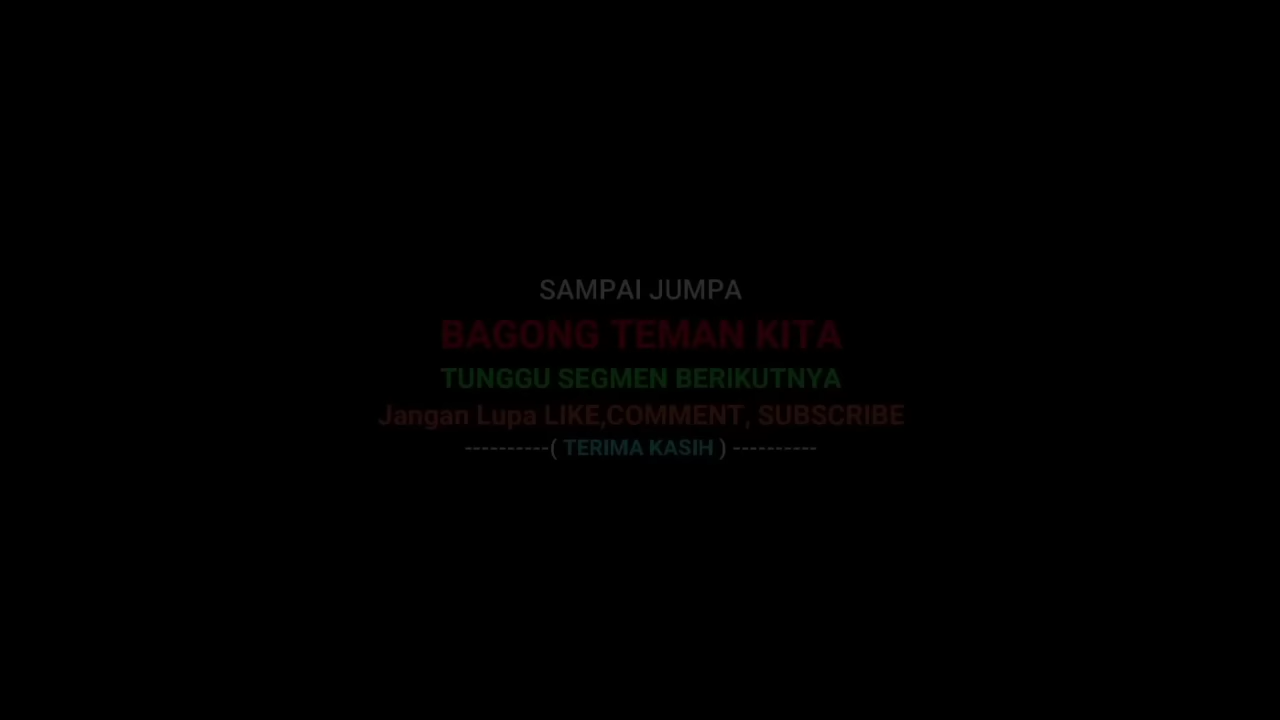 SAMPAI JUMPA
BAGONG TEMAN KITA
TUNGGU SEGMEN BERIKUTNYA
Jangan Lupa LIKE,COMMENT, SUBSCRIBE
----------( TERIMA KASIH ) ----------